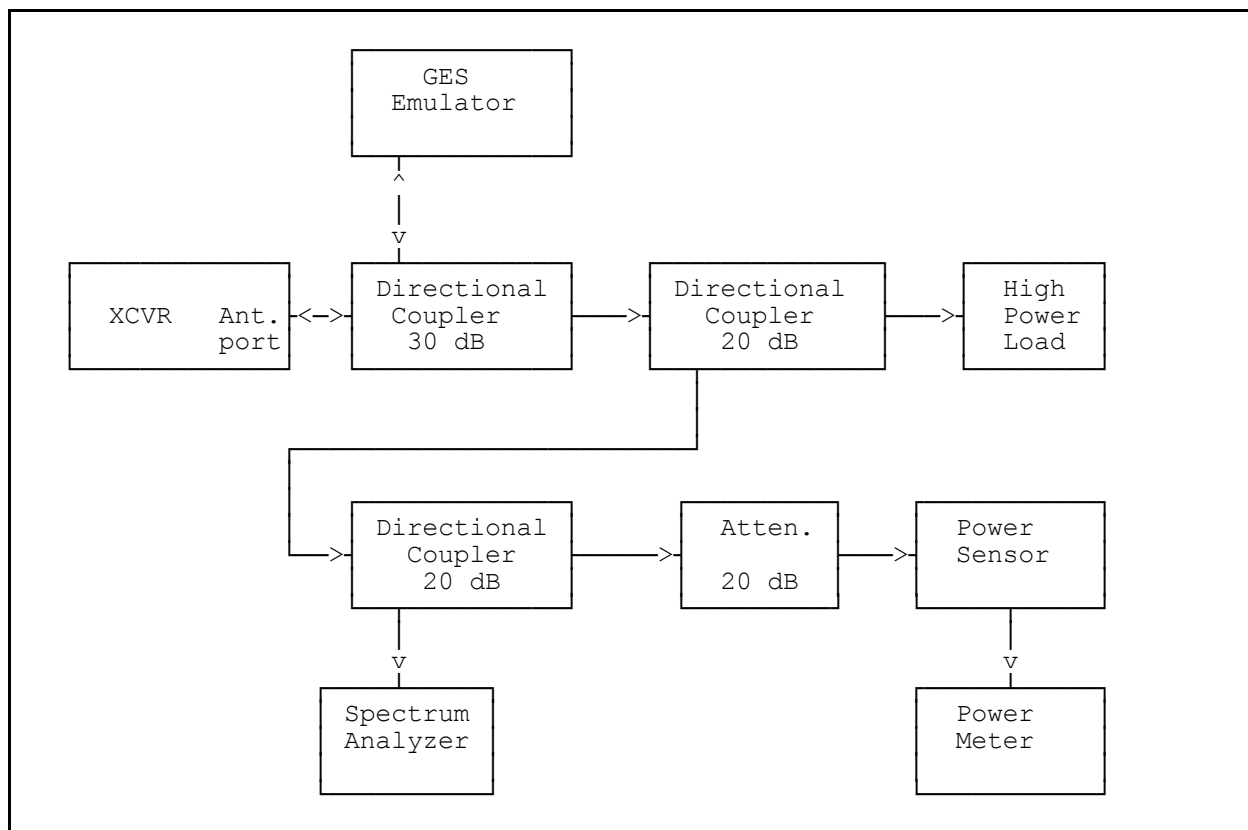 GES
Emulator
XCVR Ant.
port
Directional
Coupler
30 dB
Directional
Coupler
20 dB
High
Power
Load
Directional
Coupler
20 dB
Atten.
20 dB
Power
Sensor
Spectrum
Analyzer
Power
Meter